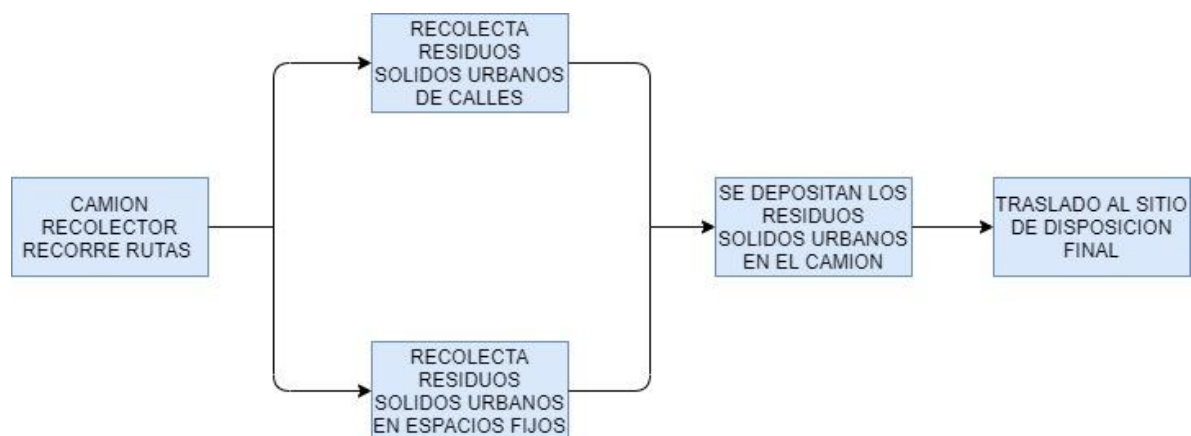 RECOLECTA
RESIDUOS
SOLIDOS URBANOS
DE CALLES
CAMION
RECOLECTOR
RECORRE RUTAS
SE DEPOSITAN LOS
RESIDUOS
SOLIDOS URBANOS
EN EL CAMION
TRASLADO AL SITIO
DE DISPOSICION
FINAL
RECOLECTA
RESIDUOS
SOLIDOS URBANOS
EN ESPACIOS FIJOS